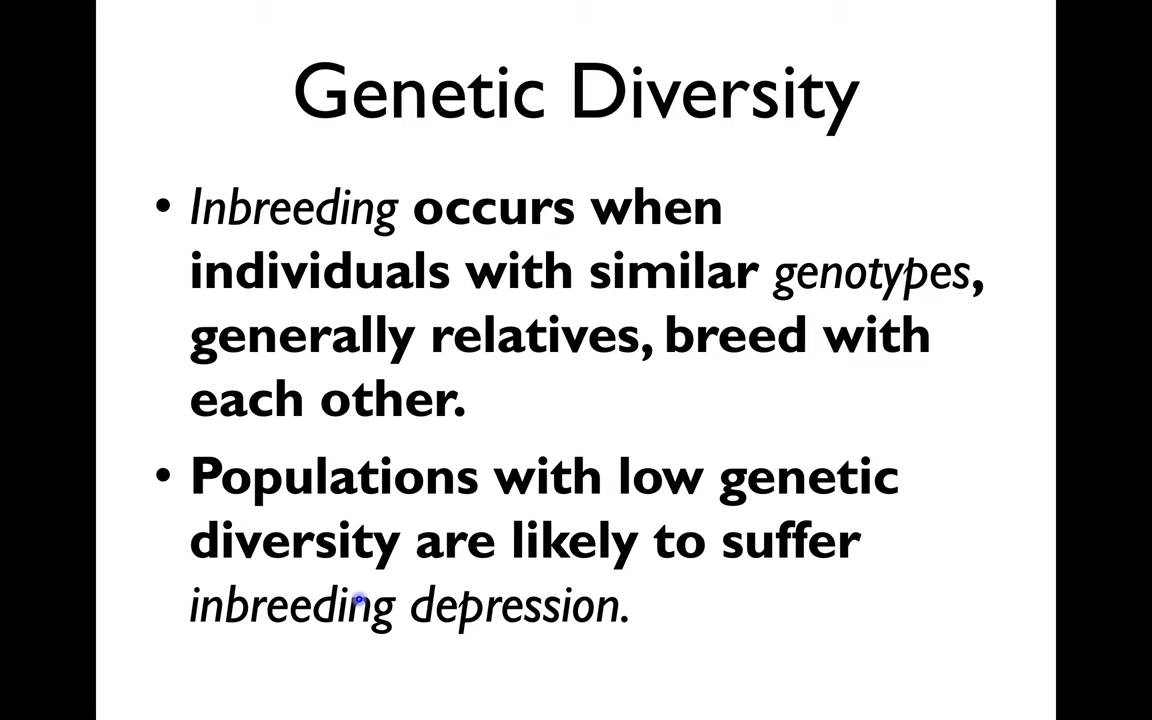 Genetic Diversity
• Inbreeding occurs when
individuals with similar genotypes,
generally relatives, breed with
each other.
• Populations with low genetic
diversity are likely to suffer
inbreeding depression.